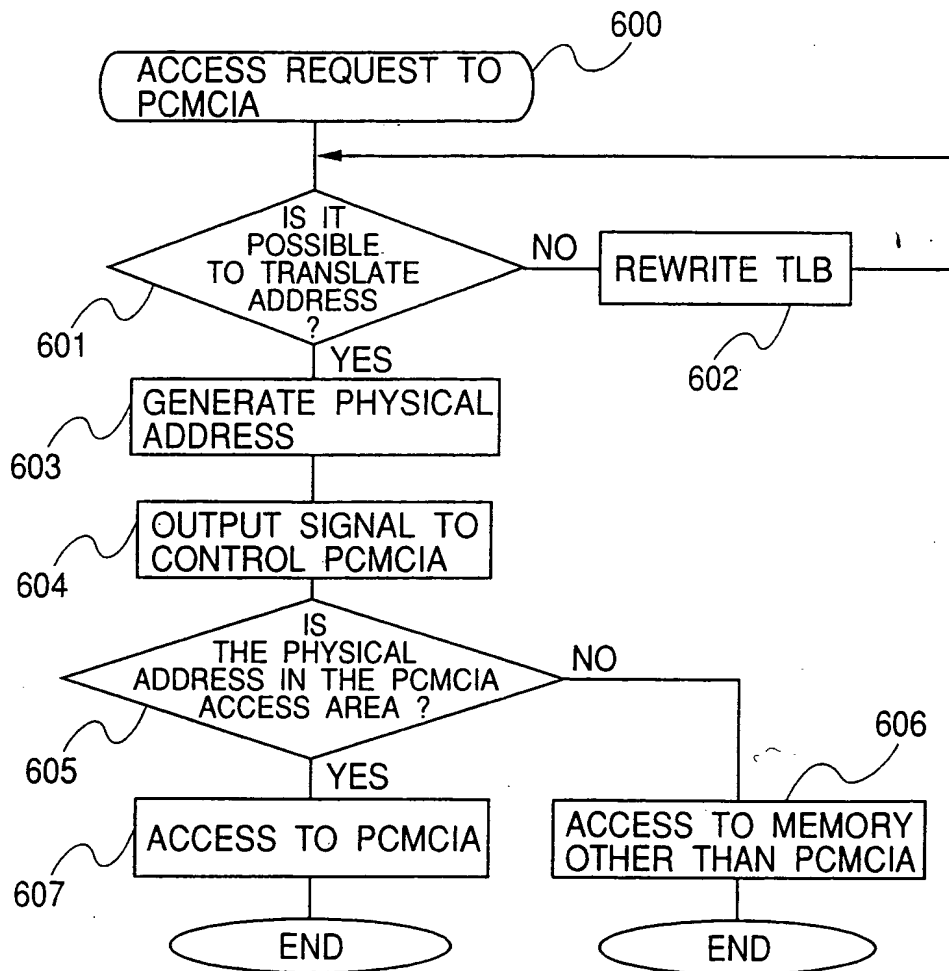 600
ACCESS REQUEST TO
PCMCIA
IS IT
POSSIBLE
TO TRANSLATE
ADDRESS
?
601
NO
REWRITE TLB
602
YES
GENERATE PHYSICAL
ADDRESS
603
OUTPUT SIGNAL TO
CONTROL PCMCIA
604
IS
THE PHYSICAL
ADDRESS IN THE PCMCIA
ACCESS AREA ?
605
NO
606
YES
ACCESS TO PCMCIA
607
ACCESS TO MEMORY
OTHER THAN PCMCIA
END
END